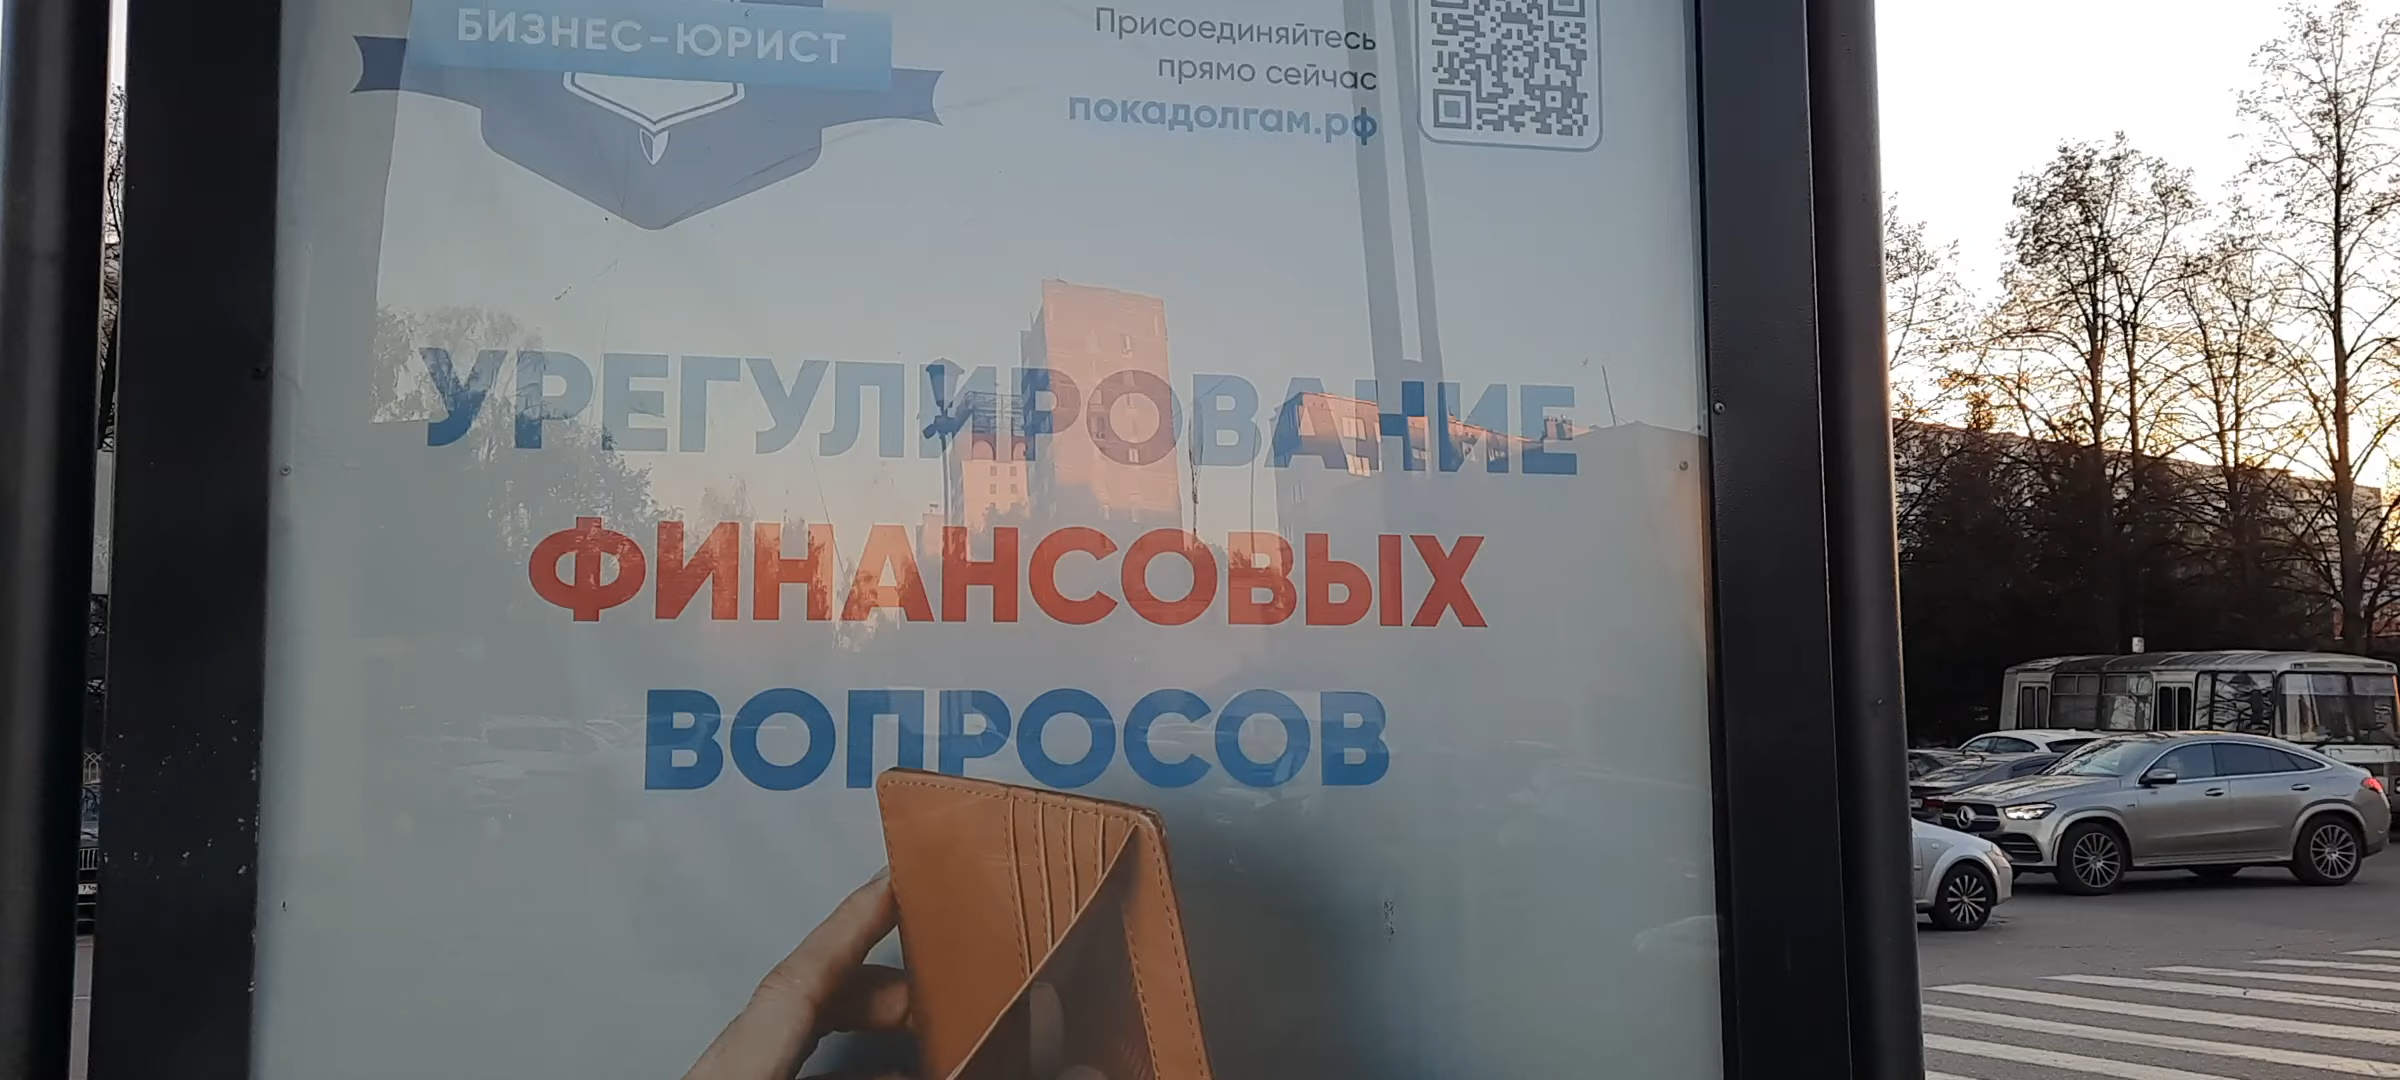 БИЗНЕС-ЮРИСТ
Присоединяйтесь
прямо сейчас
покадолгам.рф
УРЕГУЛИРОВАНИЕ
ФИНАНСОВЫХ
ВОПРОСОВ